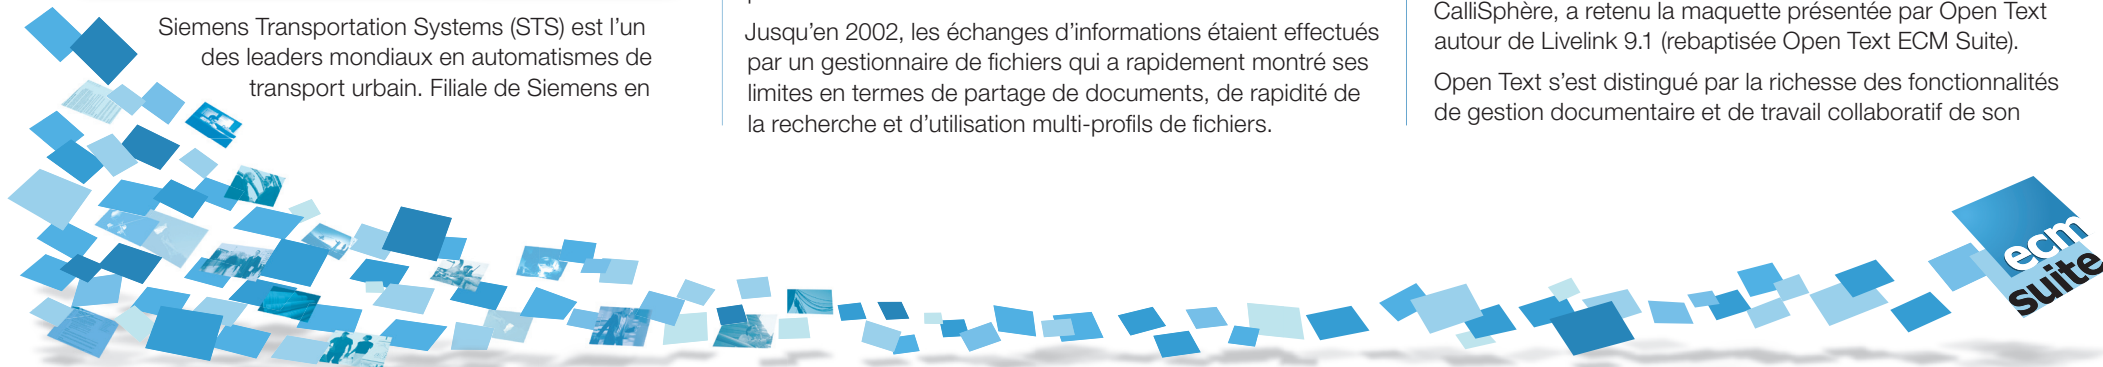 Siemens Transportation Systems (STS) est l’un
des leaders mondiaux en automatismes de
transport urbain. Filiale de Siemens en
Jusqu’en 2002, les échanges d’informations étaient effectués
par un gestionnaire de fichiers qui a rapidement montré ses
limites en termes de partage de documents, de rapidité de
la recherche et d’utilisation multi-profils de fichiers.
CalliSphère, a retenu la maquette présentée par Open Text
autour de Livelink 9.1 (rebaptisée Open Text ECM Suite).
Open Text s’est distingué par la richesse des fonctionnalités
de gestion documentaire et de travail collaboratif de son
ecm
suite